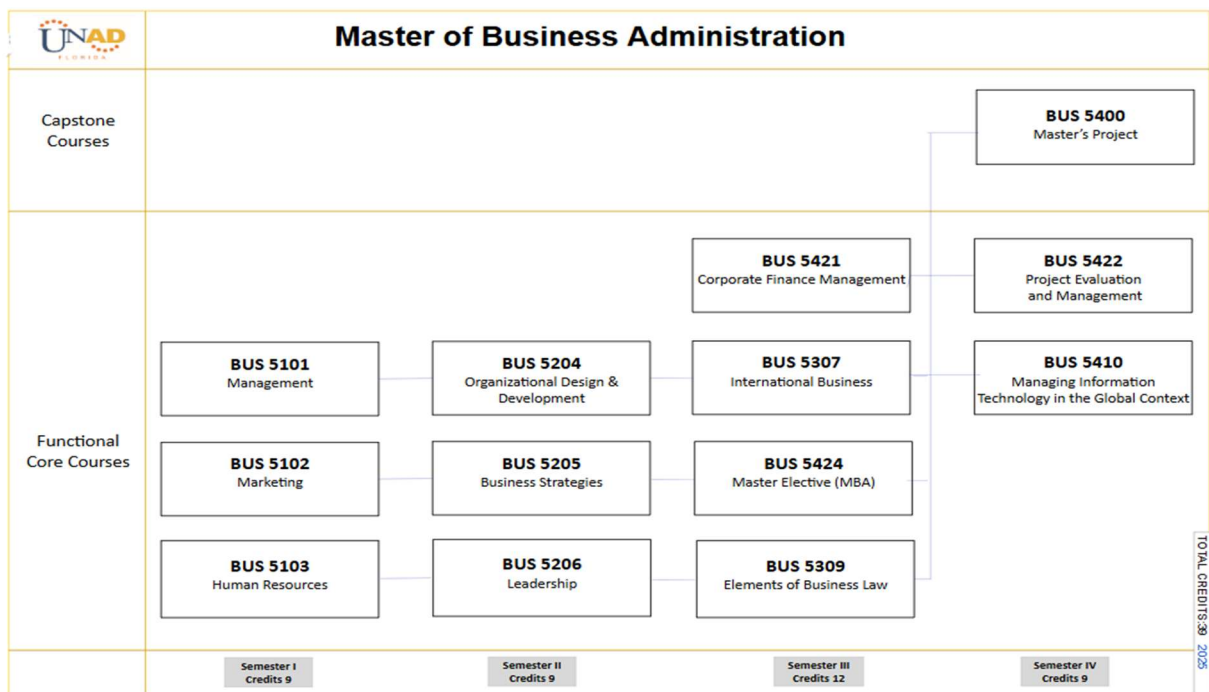 UNAD
FLORIDA
Master of Business Administration
Capstone
Courses
BUS 5400
Master's Project
Functional
Core Courses
BUS 5421
Corporate Finance Management
BUS 5422
Project Evaluation
and Management
BUS 5101
Management
BUS 5204
Organizational Design &
Development
BUS 5307
International Business
BUS 5410
Managing Information
Technology in the Global Context
BUS 5102
Marketing
BUS 5205
Business Strategies
BUS 5424
Master Elective (MBA)
BUS 5103
Human Resources
BUS 5206
Leadership
BUS 5309
Elements of Business Law
TOTAL CREDITS:39 2025
Semester I
Credits 9
Semester II
Credits 9
Semester III
Credits 12
Semester IV
Credits 9